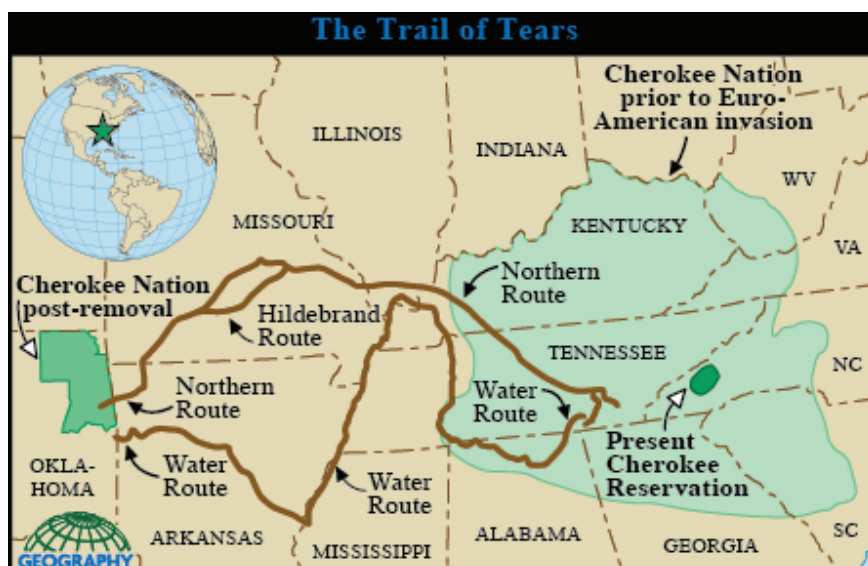 The Trail of Tears
Cherokee Nation
prior to Euro-
American invasion
ILLINOIS
INDIANA
WV
MISSOURI
KENTUCKY
VA
Cherokee Nation
post-removal
Northern
Route
Hildebrand
Route
TENNESSEE
NC
Northern
Route
Water
Route
Present
Cherokee
Reservation
OKLA-
HOMA
Water
Route
Water
Route
ARKANSAS
MISSISSIPPI
ALABAMA
GEORGIA
SC
GEOGRAPHY